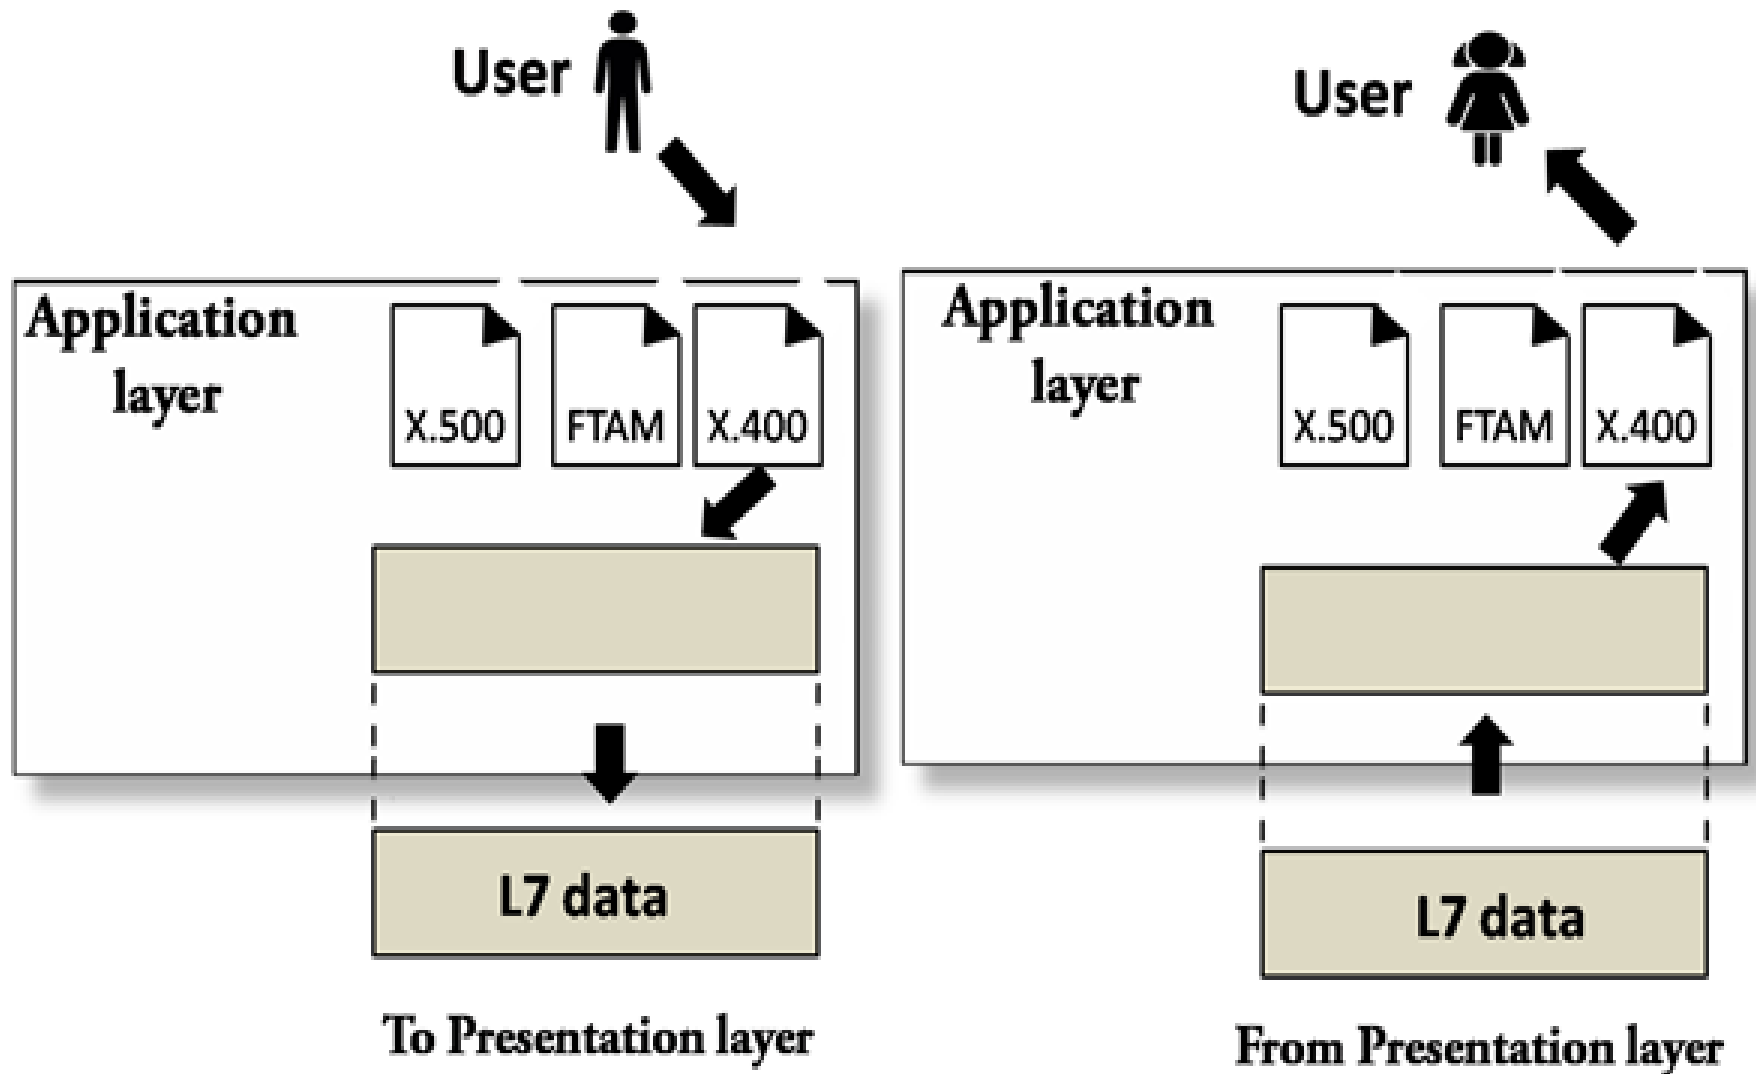 User
Application
layer
X.500 FTAM X.400
L7 data
To Presentation layer
User
Application
layer
X.500 FTAM X.400
L7 data
From Presentation layer